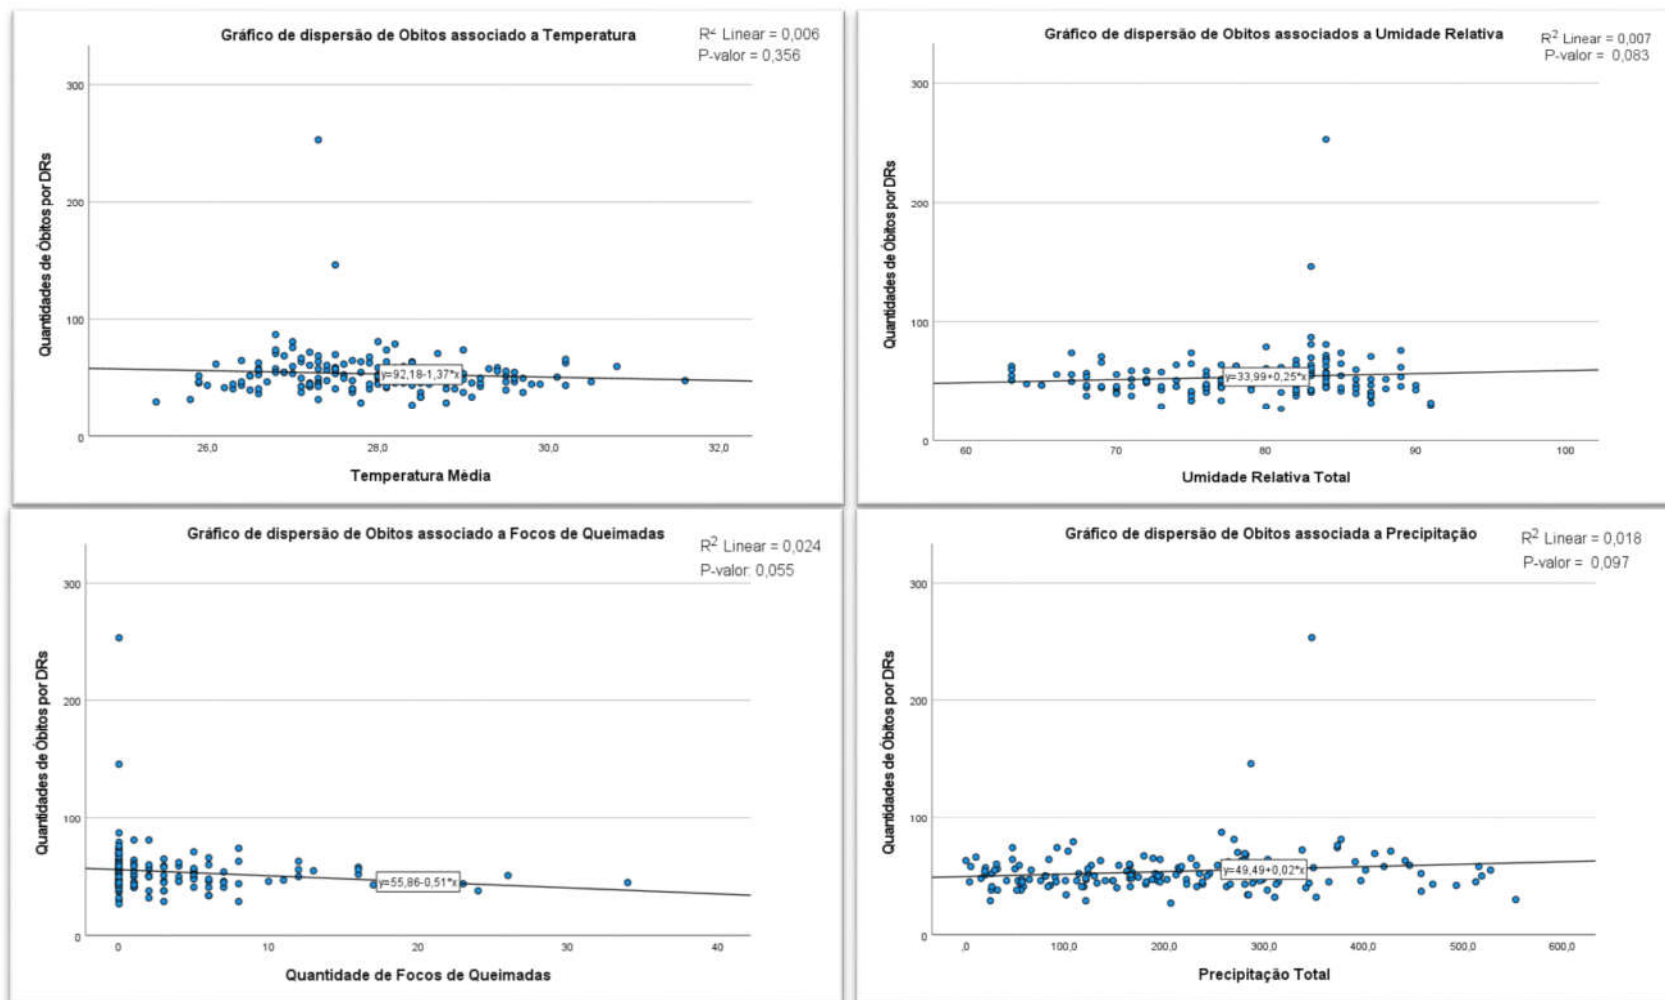 Gráfico de dispersão de Obitos associado a Temperatura
R² Linear = 0,006
P-valor = 0,356
Quantidades de Óbitos por DRs
300
200
100
0
y=92,18-1,37*x
26,0 28,0 30,0 32,0
Temperatura Média
Gráfico de dispersão de Obitos associados a Umidade Relativa
R² Linear = 0,007
P-valor = 0,083
Quantidades de Óbitos por DRs
300
200
100
0
y=33,99+0,25*x
60 70 80 90 100
Umidade Relativa Total
Gráfico de dispersão de Obitos associado a Focos de Queimadas
R² Linear = 0,024
P-valor: 0,055
Quantidades de Óbitos por DRs
300
200
100
0
y=55,86-0,51*x
0 10 20 30 40
Quantidade de Focos de Queimadas
Gráfico de dispersão de Obitos associada a Precipitação
R² Linear = 0,018
P-valor = 0,097
Quantidades de Óbitos por DRs
300
200
100
0
y=49,49+0,02*x
,0 100,0 200,0 300,0 400,0 500,0 600,0
Precipitação Total